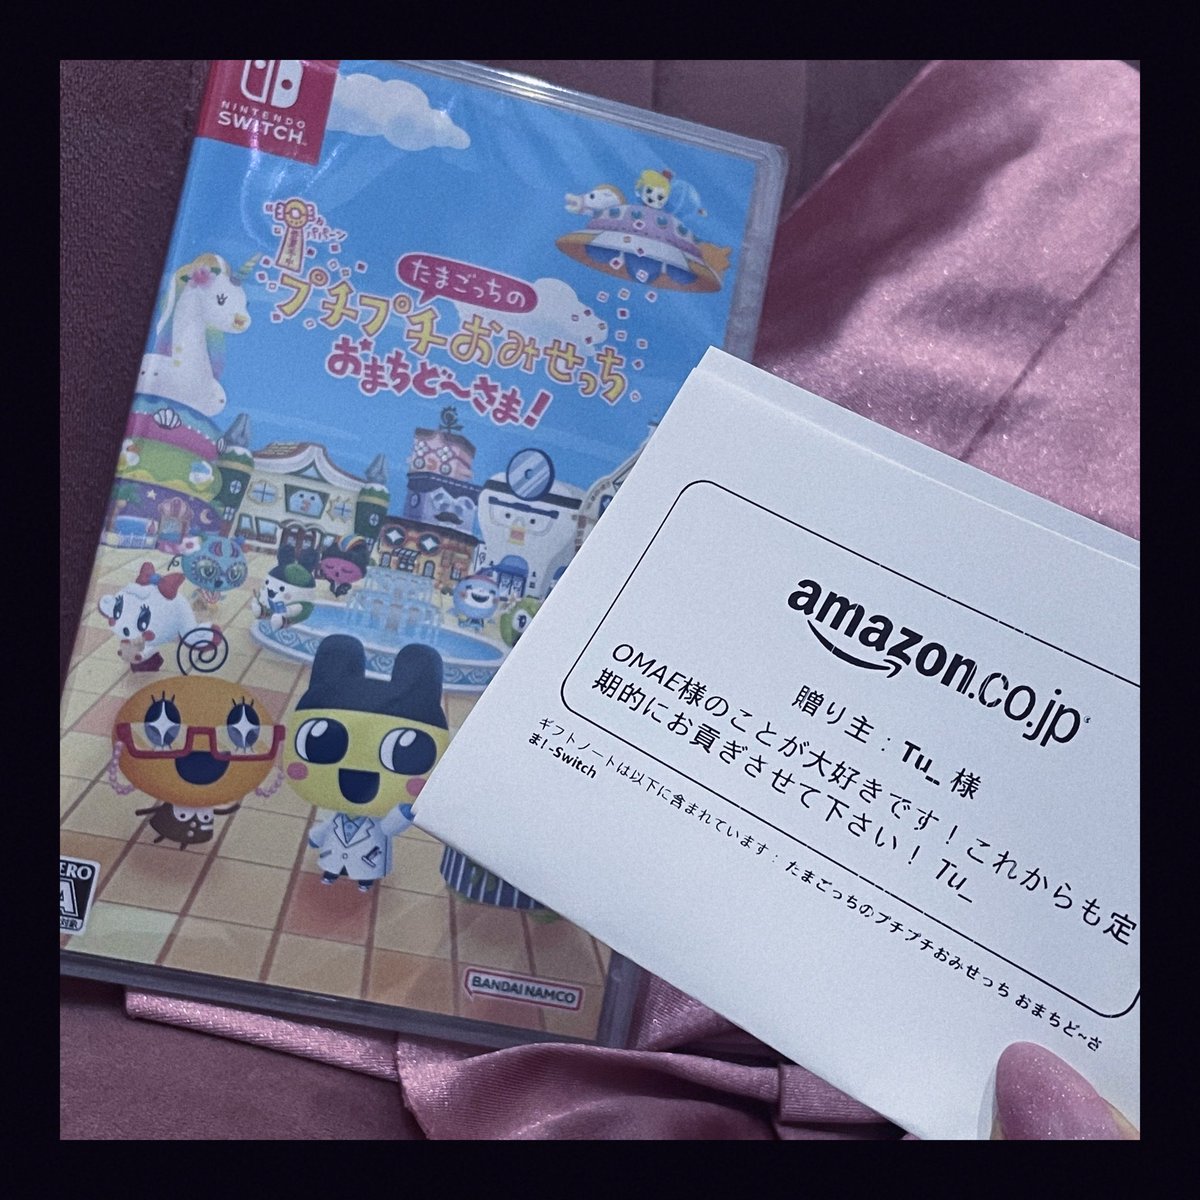 NINTENDO
SWITCH
パパーン
たまごっちの
プチプチおみせっち
おまちど～さま!
BANDAI NAMCO
amazon.co.jp
贈り主 : Tu_ 様
OMAE様のことが大好きです！これからも定
期的にお貢ぎさせて下さい！ Tu_
ギフトノートは以下に含まれています : たまごっちのプチプチおみせっち おまちど~さ
ま! -Switch